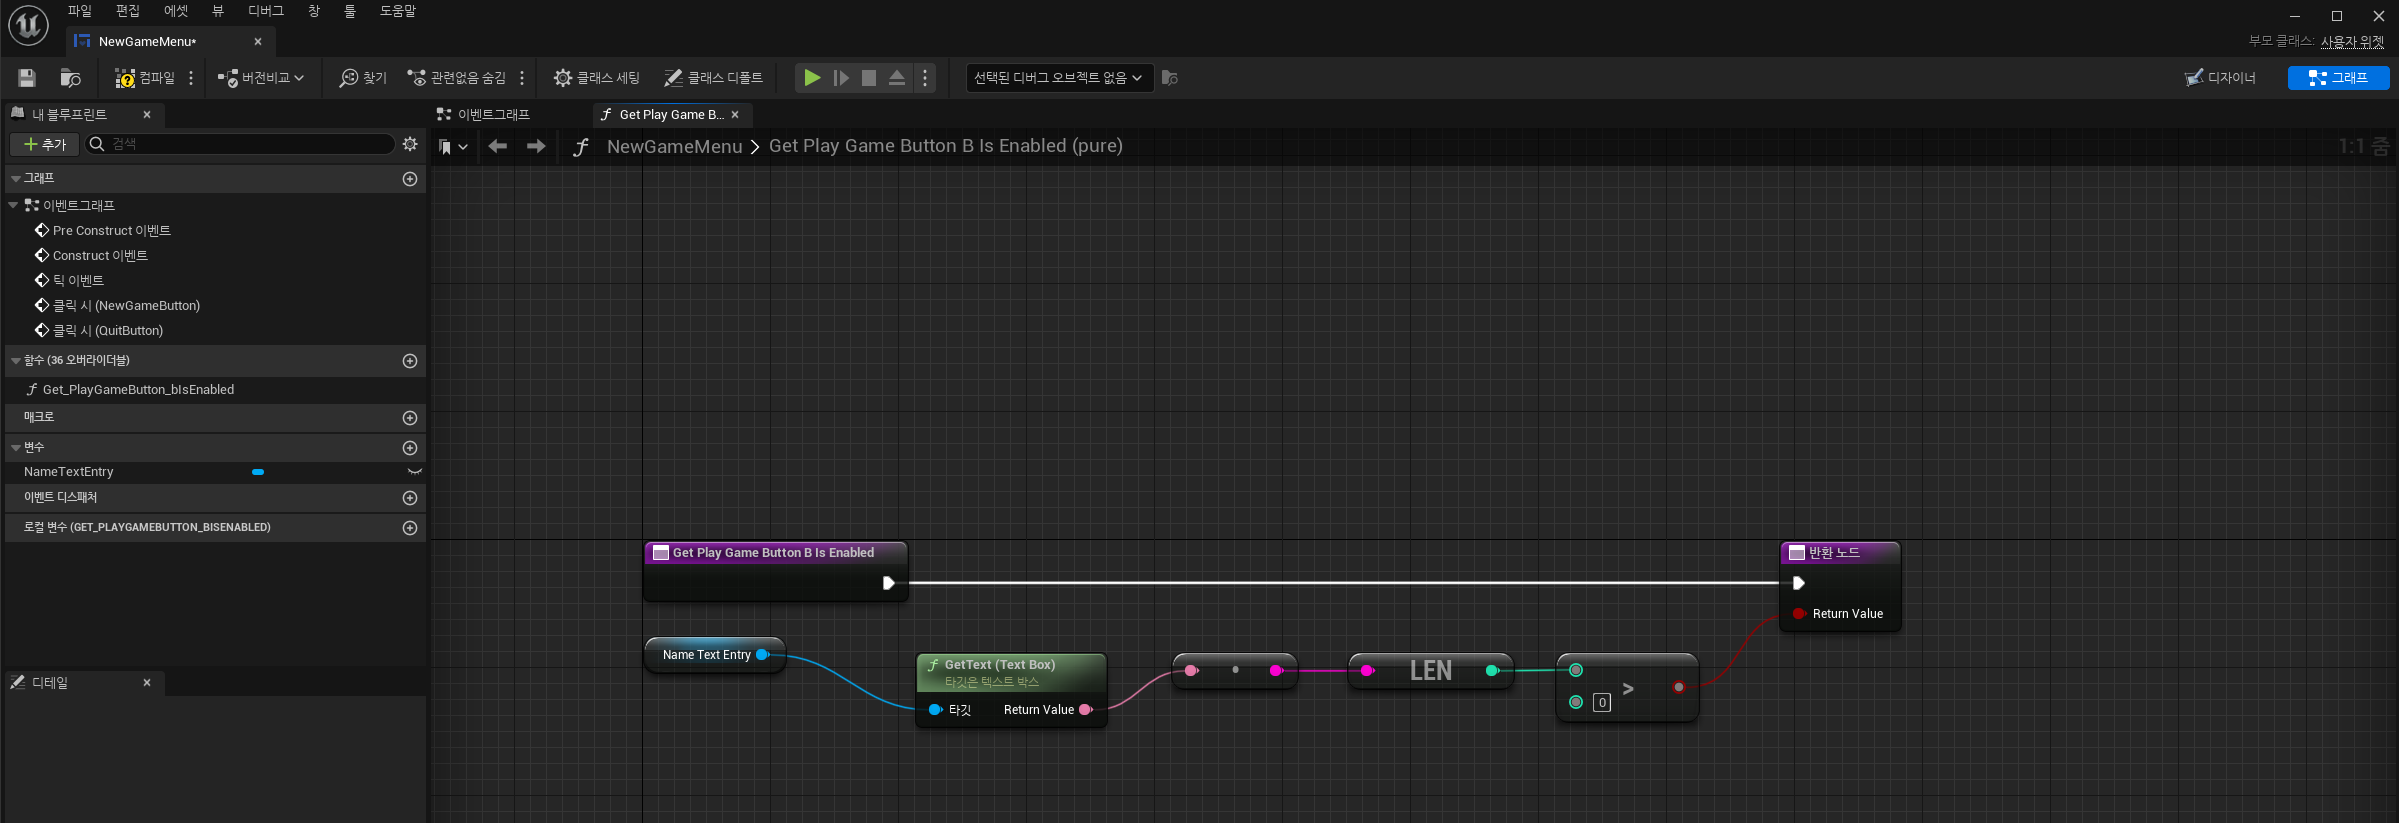 파일 편집 에셋 뷰 디버그 창 툴 도움말
NewGameMenu*
부모 클래스: 사용자 위젯
컴파일 버전비교 찾기 관련없음 숨김 클래스 세팅 클래스 디폴트 선택된 디버그 오브젝트 없음 디자이너 그래프
내 블루프린트
이벤트그래프
Get Play Game B...
추가
검색
NewGameMenu > Get Play Game Button B Is Enabled (pure)
1:1 줌
그래프
이벤트그래프
Pre Construct 이벤트
Construct 이벤트
틱 이벤트
클릭 시 (NewGameButton)
클릭 시 (QuitButton)
함수 (36 오버라이더블)
Get_PlayGameButton_bIsEnabled
매크로
변수
NameTextEntry
이벤트 디스패처
로컬 변수 (GET_PLAYGAMEBUTTON_BISENABLED)
디테일
Get Play Game Button B Is Enabled
반환 노드
Return Value
Name Text Entry
GetText (Text Box)
타깃은 텍스트 박스
타깃 Return Value
LEN
0 >